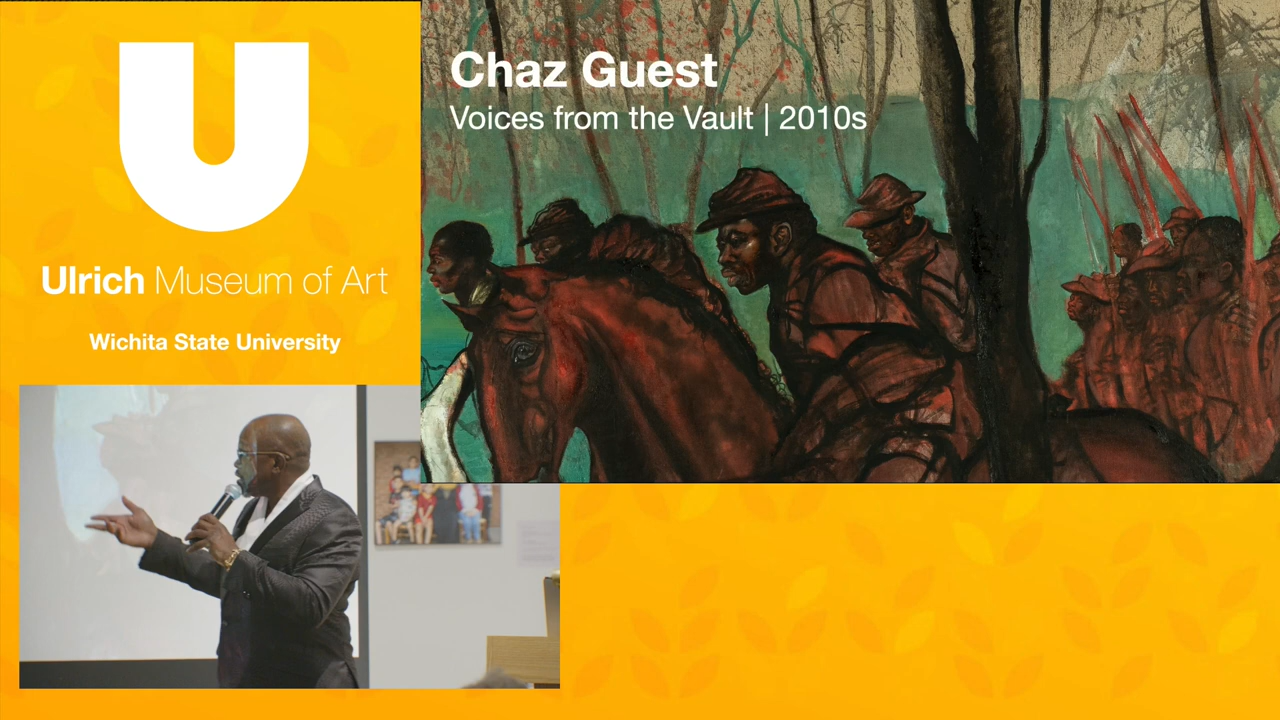 U
Ulrich Museum of Art
Wichita State University
Chaz Guest
Voices from the Vault | 2010s